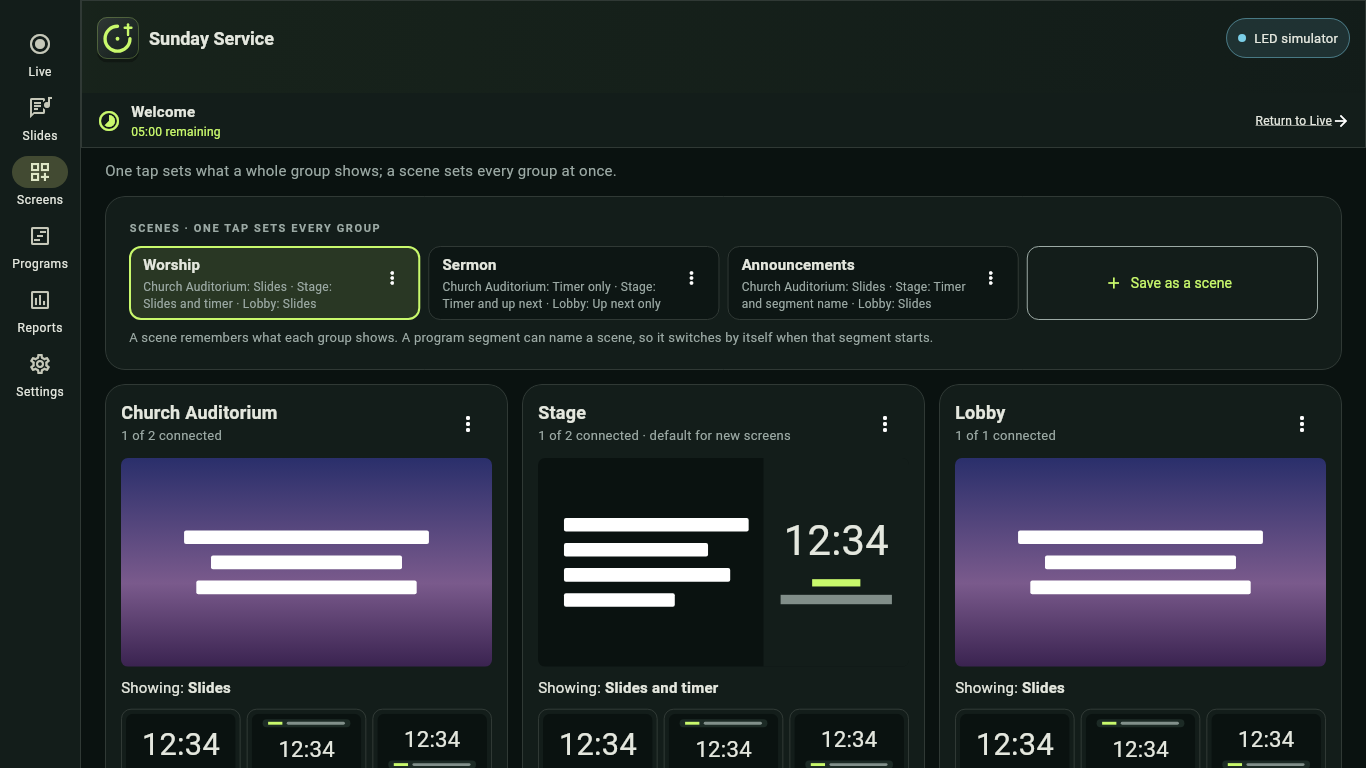 Sunday Service
LED simulator
Live
Slides
Screens
Programs
Reports
Settings
Welcome
05:00 remaining
Return to Live
One tap sets what a whole group shows; a scene sets every group at once.
SCENES · ONE TAP SETS EVERY GROUP
Worship
Church Auditorium: Slides · Stage:
Slides and timer · Lobby: Slides
Sermon
Church Auditorium: Timer only · Stage:
Timer and up next · Lobby: Up next only
Announcements
Church Auditorium: Slides · Stage: Timer
and segment name · Lobby: Slides
+ Save as a scene
A scene remembers what each group shows. A program segment can name a scene, so it switches by itself when that segment starts.
Church Auditorium
1 of 2 connected
Showing: Slides
12:34
12:34
12:34
Stage
1 of 2 connected · default for new screens
12:34
Showing: Slides and timer
12:34
12:34
12:34
Lobby
1 of 1 connected
Showing: Slides
12:34
12:34
12:34